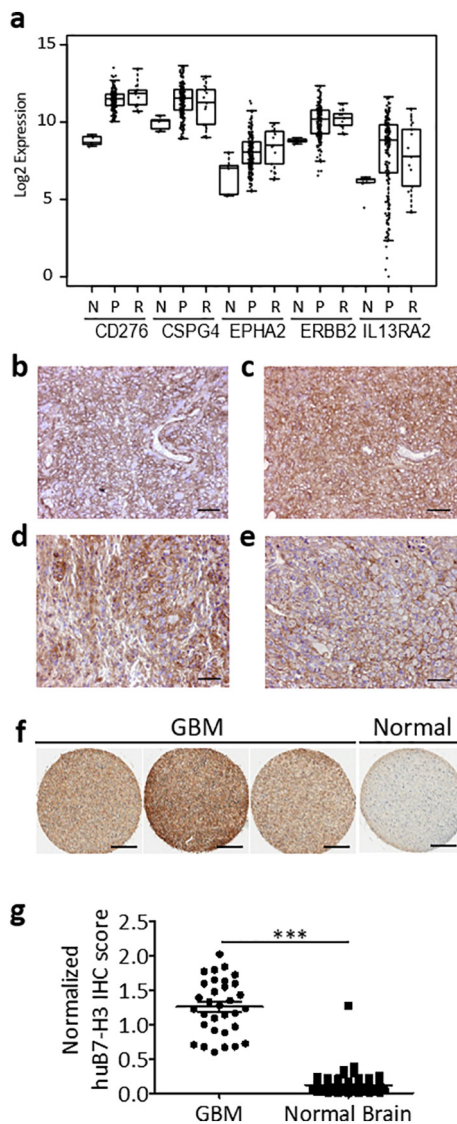 a
15
10
5
0
Log2 Expression
N P R N P R N P R N P R N P R
CD276 CSPG4 EPHA2 ERBB2 IL13RA2
b
c
d
e
f
GBM Normal
g
Normalized
huB7-H3 IHC score
2.5
2.0
1.5
1.0
0.5
0.0
***
GBM Normal Brain